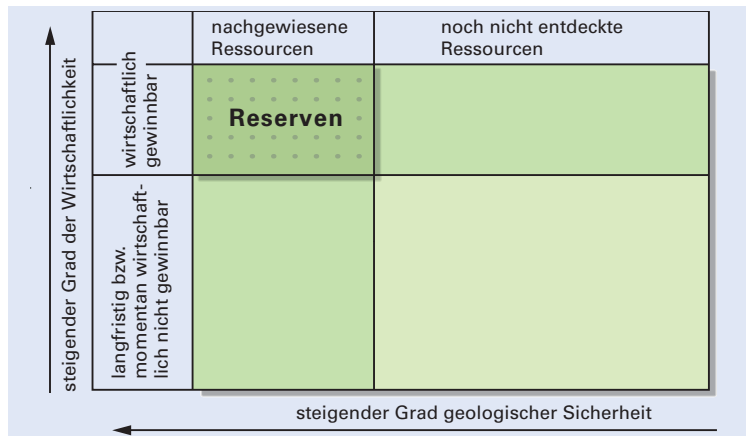 nachgewiesene
Ressourcen
noch nicht entdeckte
Ressourcen
steigender Grad der Wirtschaftlichkeit
wirtschaftlich
gewinnbar
Reserven
langfristig bzw.
momentan wirtschaft-
lich nicht gewinnbar
steigender Grad geologischer Sicherheit